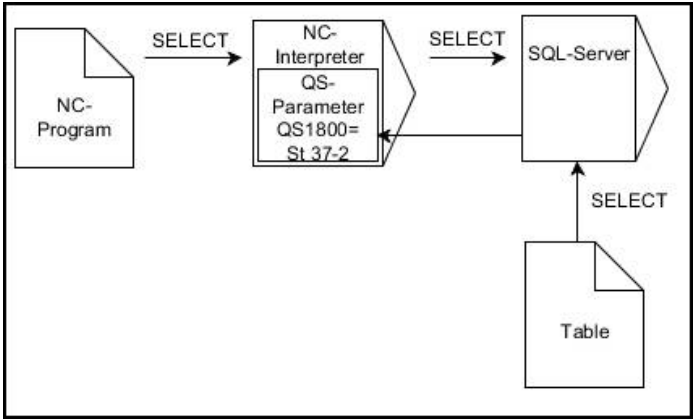 SELECT
NC-
Interpreter
SELECT
SQL-Server
NC-
Program
QS-
Parameter
QS1800=
St 37-2
SELECT
Table